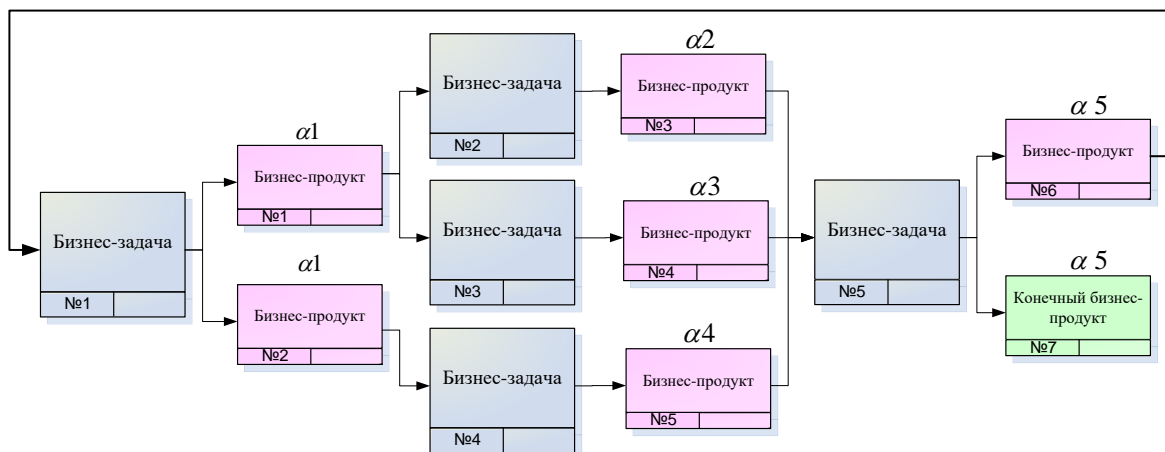 α1
Бизнес-задача
№2
α2
Бизнес-продукт
№3
Бизнес-продукт
№1
Бизнес-задача
№1
α1
Бизнес-продукт
№2
Бизнес-задача
№3
α3
Бизнес-продукт
№4
Бизнес-задача
№4
α4
Бизнес-продукт
№5
Бизнес-задача
№5
α 5
Бизнес-продукт
№6
α 5
Конечный бизнес-
продукт
№7